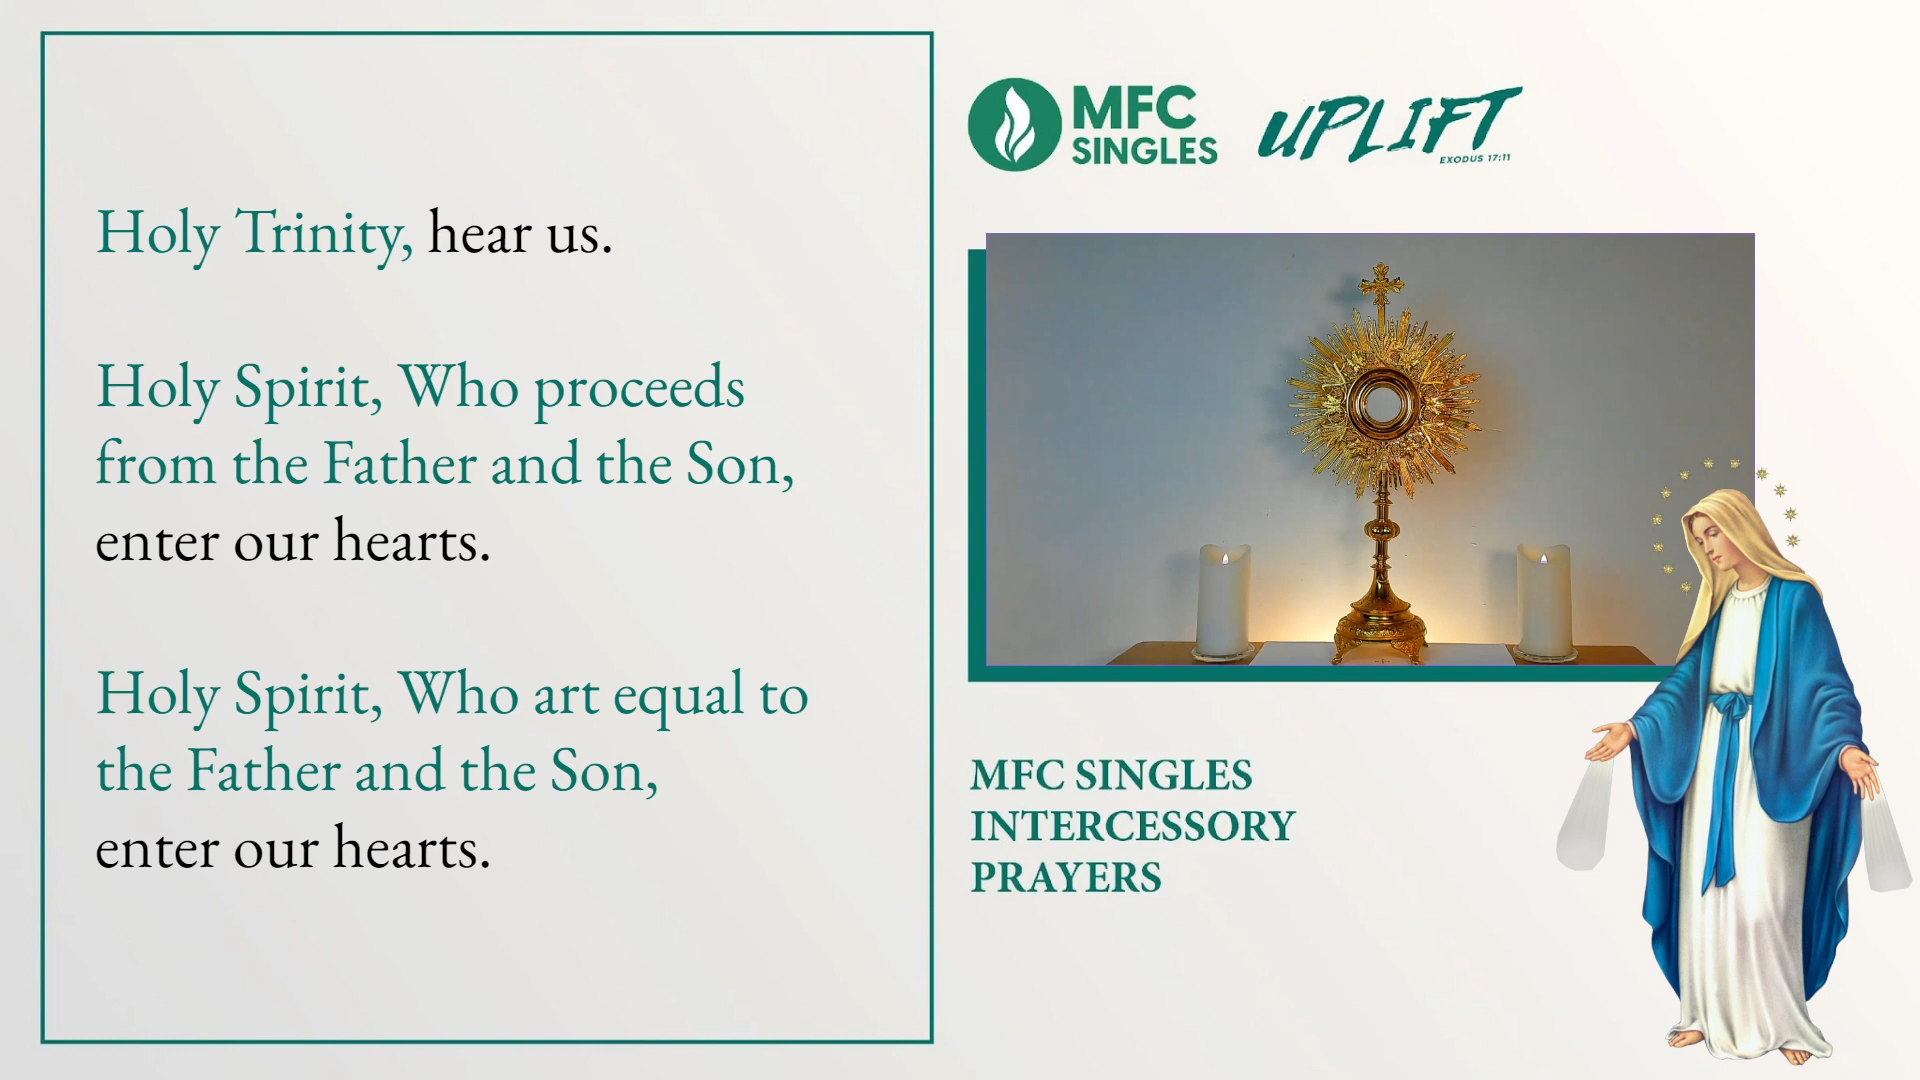 Holy Trinity, hear us.
Holy Spirit, Who proceeds
from the Father and the Son,
enter our hearts.
Holy Spirit, Who art equal to
the Father and the Son,
enter our hearts.
MFC
SINGLES
UPLIFT
EXODUS 17:11
MFC SINGLES
INTERCESSORY
PRAYERS